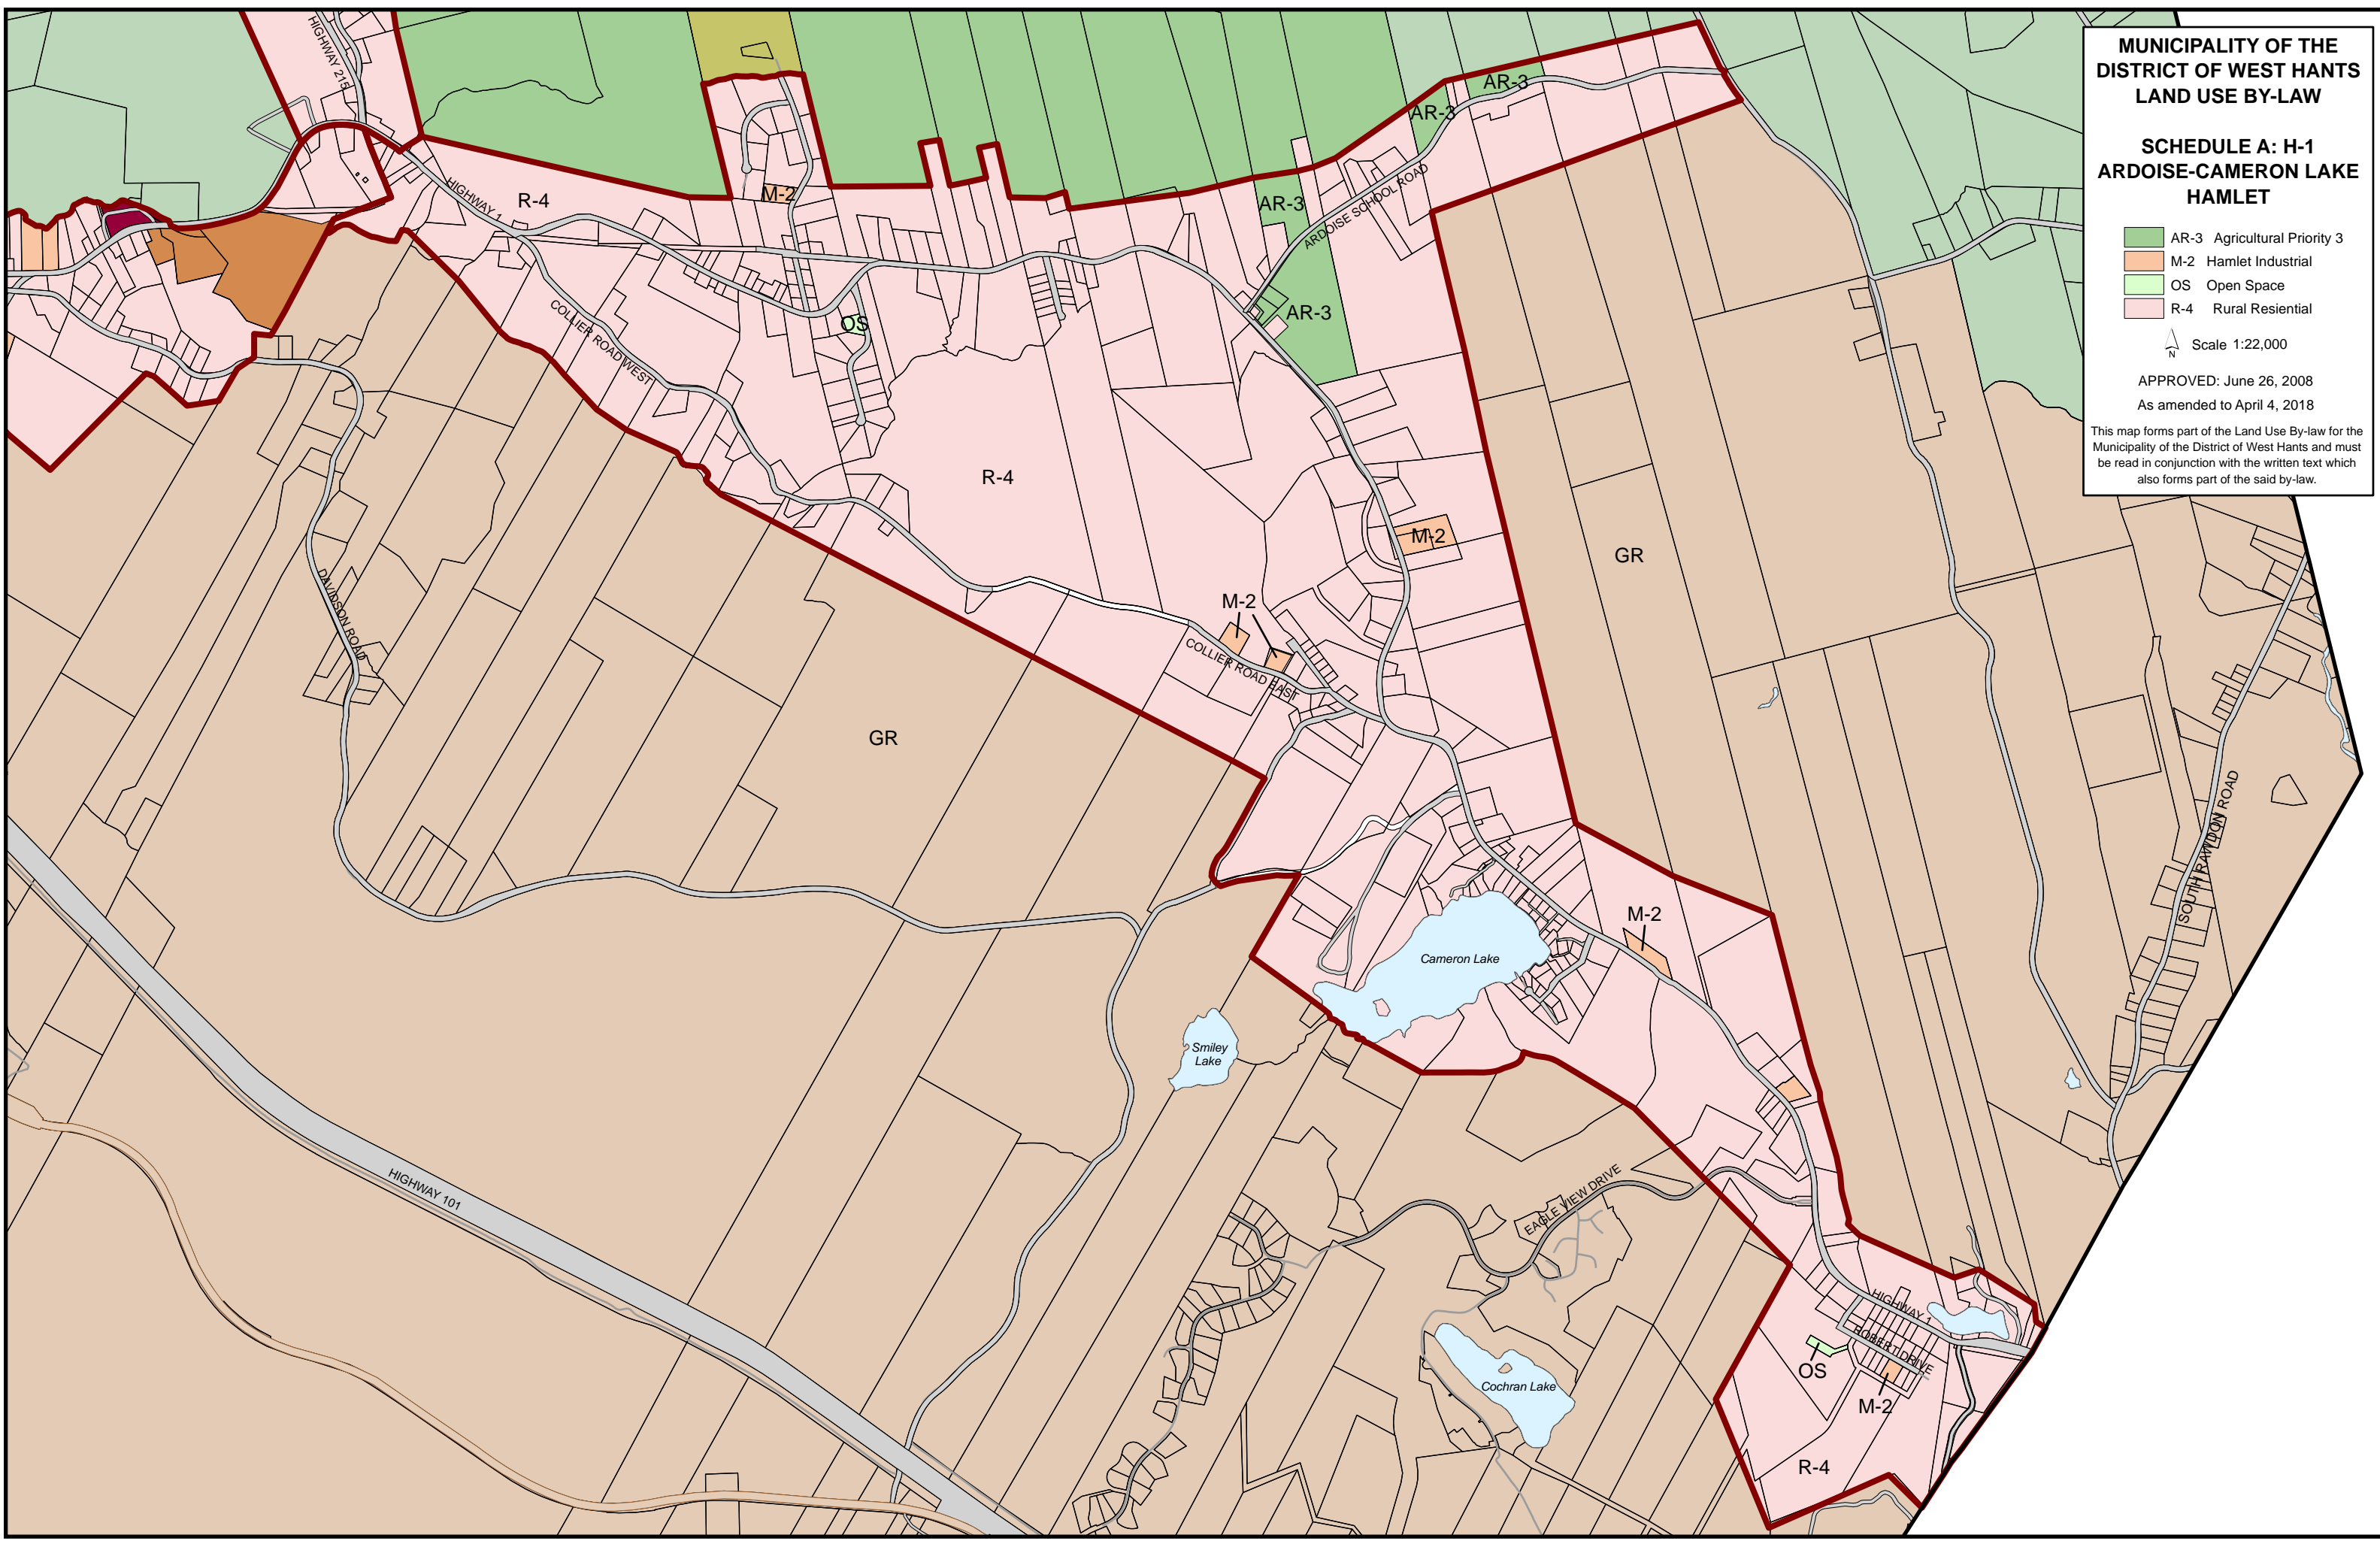 MUNICIPALITY OF THE
DISTRICT OF WEST HANTS
LAND USE BY-LAW
SCHEDULE A: H-1
ARDOISE-CAMERON LAKE
HAMLET
AR-3 Agricultural Priority 3
M-2 Hamlet Industrial
OS Open Space
R-4 Rural Resiential
N
Scale 1:22,000
APPROVED: June 26, 2008
As amended to April 4, 2018
This map forms part of the Land Use By-law for the
Municipality of the District of West Hants and must
be read in conjunction with the written text which
also forms part of the said by-law.
HIGHWAY 215
AR-3
AR-3
HIGHWAY 1
R-4
M-2
AR-3
ARDOISE SCHOOL ROAD
COLLIER ROAD WEST
OS
AR-3
R-4
M-2
GR
DAVIDSON ROAD
M-2
COLLIER ROAD EAST
GR
SOUTH RAWDON ROAD
M-2
Cameron Lake
Smiley
Lake
HIGHWAY 101
EAGLE VIEW DRIVE
HIGHWAY 1
ROBERT DRIVE
OS
Cochran Lake
M-2
R-4